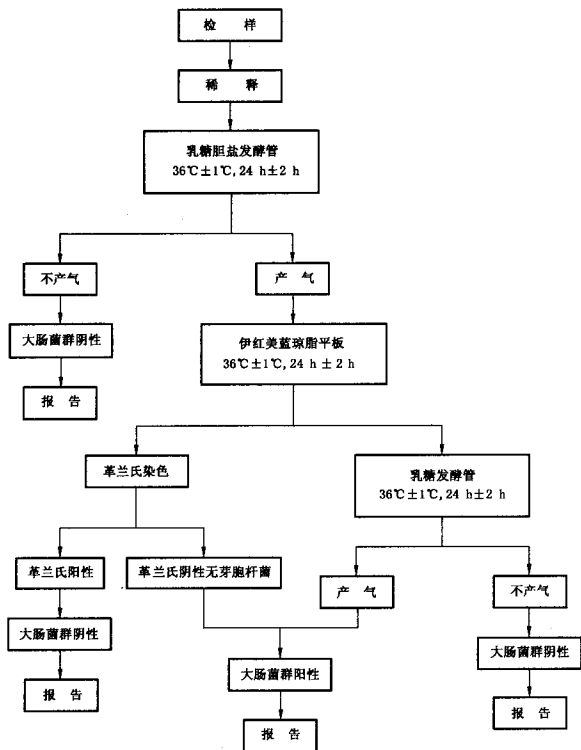 检 样
稀 释
乳糖胆盐发酵管
36℃±1℃,24 h±2 h
不产气
产 气
大肠菌群阴性
伊红美蓝琼脂平板
36℃±1℃,24 h±2 h
报 告
革兰氏染色
乳糖发酵管
36℃±1℃,24 h±2 h
革兰氏阳性
革兰氏阴性无芽胞杆菌
产 气
不产气
大肠菌群阴性
大肠菌群阳性
大肠菌群阴性
报 告
报 告
报 告